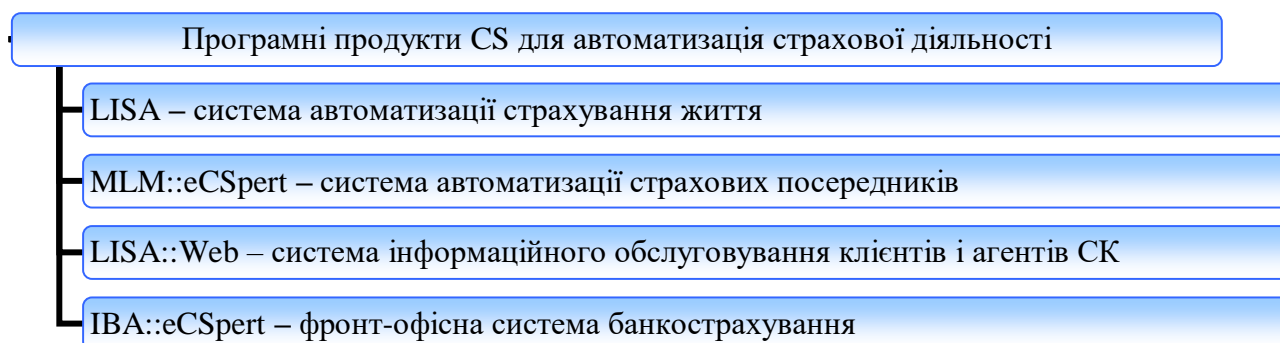 Програмні продукти CS для автоматизація страхової діяльності
LISA – система автоматизації страхування життя
MLM::eCSpert – система автоматизації страхових посередників
LISA::Web – система інформаційного обслуговування клієнтів і агентів СК
IBA::eCSpert – фронт-офісна система банкострахування